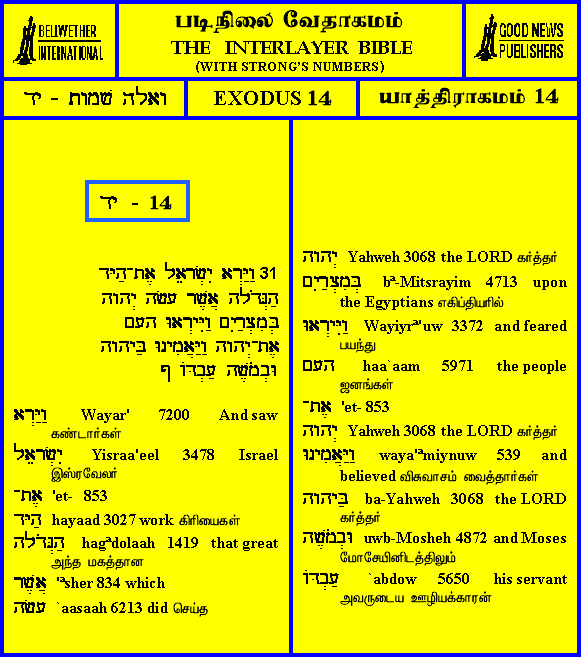 BELLWETHER
INTERNATIONAL
படிநிலை வேதாகமம்
THE INTERLAYER BIBLE
(WITH STRONG'S NUMBERS)
GOOD NEWS
PUBLISHERS
ואלה שמות - יד
EXODUS 14
யாத்திராகமம் 14
יד - 14
31 וַיַּרְא יִשְׂרָאֵל אֶת־הַיָּד
הַגְּדֹלָה אֲשֶׁר עָשָׂה יְהוָה
בְּמִצְרַיִם וַיִּירְאוּ הָעָם
אֶת־יְהוָה וַיַּאֲמִינוּ בַּיהוָה
וּבְמֹשֶׁה עַבְדּוֹ ף
וַיַּרְא Wayar' 7200 And saw
கண்டார்கள்
יִשְׂרָאֵל Yisraa'eel 3478 Israel
இஸ்ரவேலர்
אֶת־ 'et- 853
הַיָּד hayaad 3027 work கிரியைகள்
הַגְּדֹלָה hagᵃdolaah 1419 that great
அந்த மகத்தான
אֲשֶׁר 'ᵃsher 834 which
עָשָׂה `aasaah 6213 did செய்த
יְהוָה Yahweh 3068 the LORD கர்த்தர்
בְּמִצְרַיִם bᵃ-Mitsrayim 4713 upon
the Egyptians எகிப்தியரில்
וַיִּירְאוּ Wayiyrᵃ'uw 3372 and feared
பயந்து
הָעָם haa`aam 5971 the people
ஜனங்கள்
אֶת־ 'et- 853
יְהוָה Yahweh 3068 the LORD கர்த்தர்
וַיַּאֲמִינוּ waya'ᵃmiynuw 539 and
believed விசுவாசம் வைத்தார்கள்
בַּיהוָה ba-Yahweh 3068 the LORD
கர்த்தர்
וּבְמֹשֶׁה uwb-Mosheh 4872 and Moses
மோசேயினிடத்திலும்
עַבְדּוֹ `abdow 5650 his servant
அவருடைய ஊழியக்காரன்